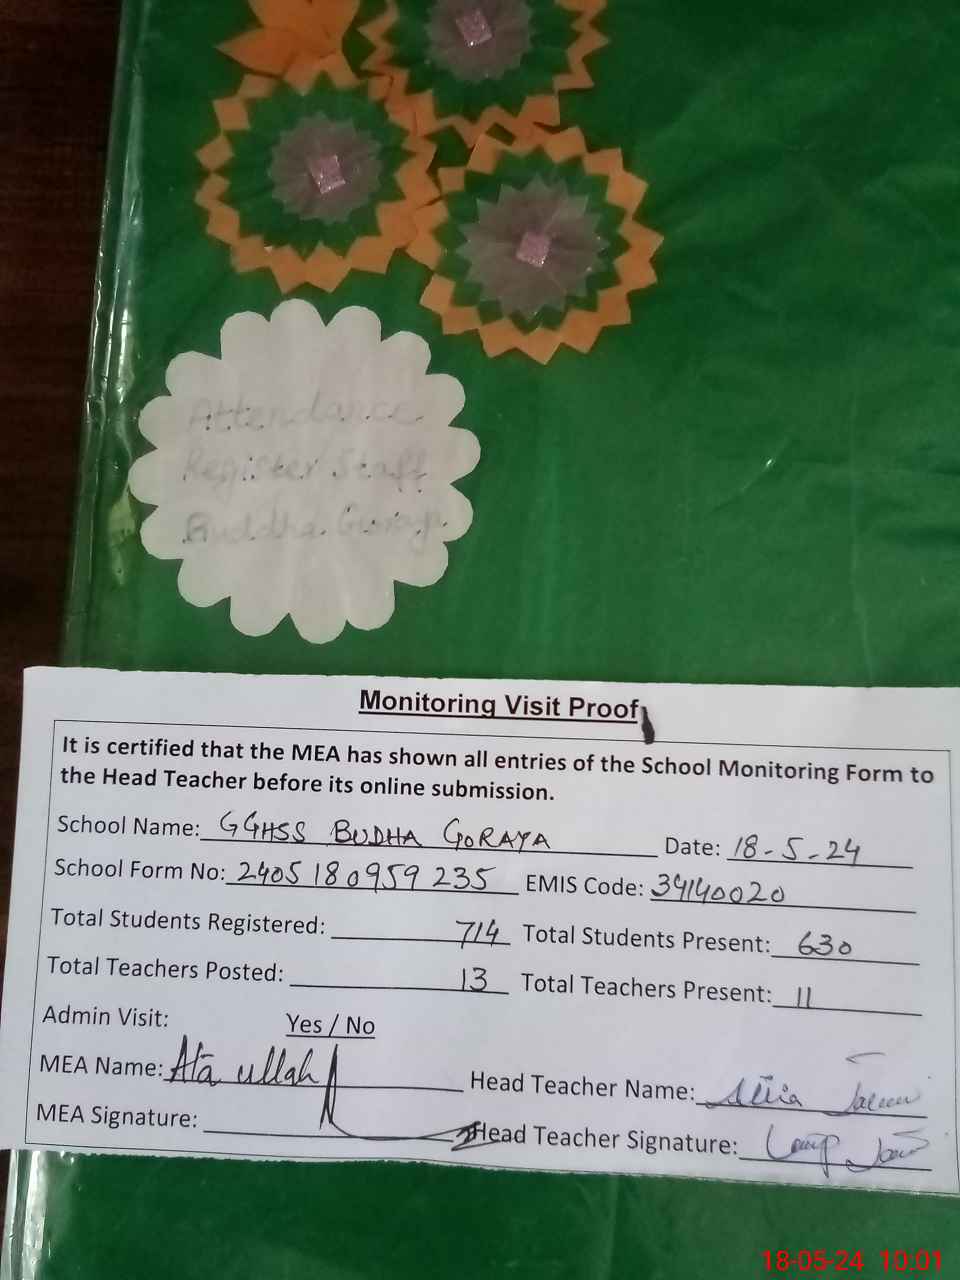 Attendance
Register Staff
Buddha Goraya
Monitoring Visit Proof
It is certified that the MEA has shown all entries of the School Monitoring Form to
the Head Teacher before its online submission.
School Name: GGHSS BUDHA GORAYA Date: 18-5-24
School Form No: 2405180959235 EMIS Code: 34140020
Total Students Registered: 714 Total Students Present: 630
Total Teachers Posted: 13 Total Teachers Present: 11
Admin Visit: Yes / No
MEA Name: Ata ullah Head Teacher Name:
MEA Signature: Head Teacher Signature:
18-05-24 10:01